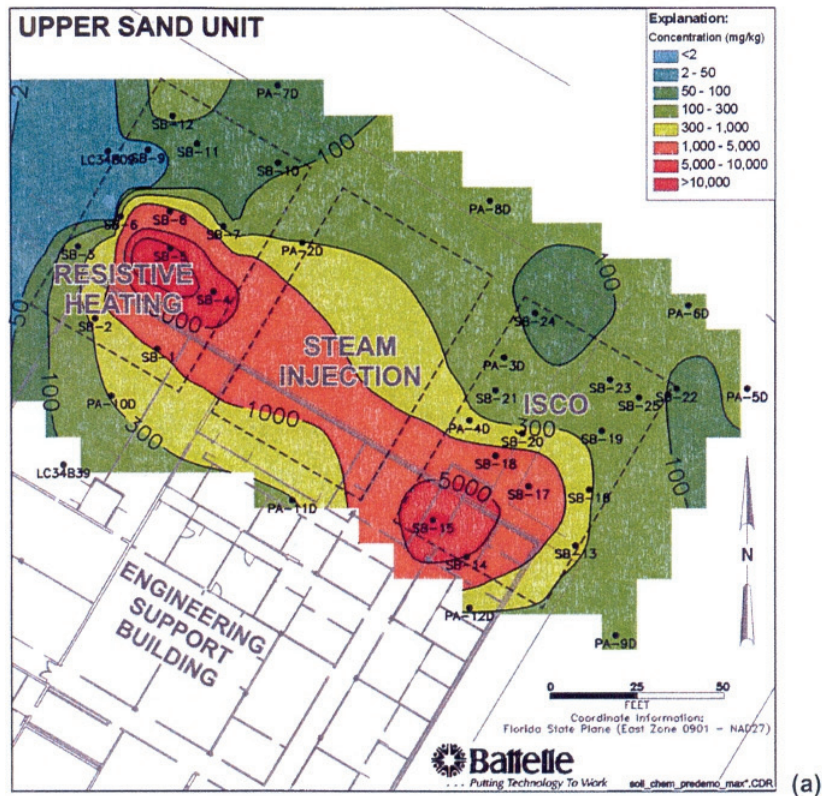 UPPER SAND UNIT
Explanation:
Concentration (mg/kg)
<2
2 - 50
50 - 100
100 - 300
300 - 1,000
1,000 - 5,000
5,000 - 10,000
>10,000
2
PA-7D
SB-12
SB-11
LC34B09
SB-9
SB-10
100
PA-8D
SB-8
SB-6
SB-7
PA-2D
SB-3
SB-5
RESISTIVE
HEATING
SB-4
50
SB-2
SB-1
STEAM
INJECTION
100
SB-24
PA-6D
PA-3D
SB-23
SB-22
PA-5D
SB-21
SB-25
ISCO
100
PA-10D
300
1000
PA-4D
300
SB-20
SB-19
100
LC34B39
SB-18
5000
SB-17
SB-16
PA-11D
SB-15
SB-13
SB-14
N
ENGINEERING
SUPPORT
BUILDING
PA-12D
PA-9D
0
25
50
FEET
Coordinate Information:
Florida State Plane (East Zone 0901 - NAD27)
Battelle
. . . Putting Technology To Work
soil_chem_predemo_max*.CDR
(a)